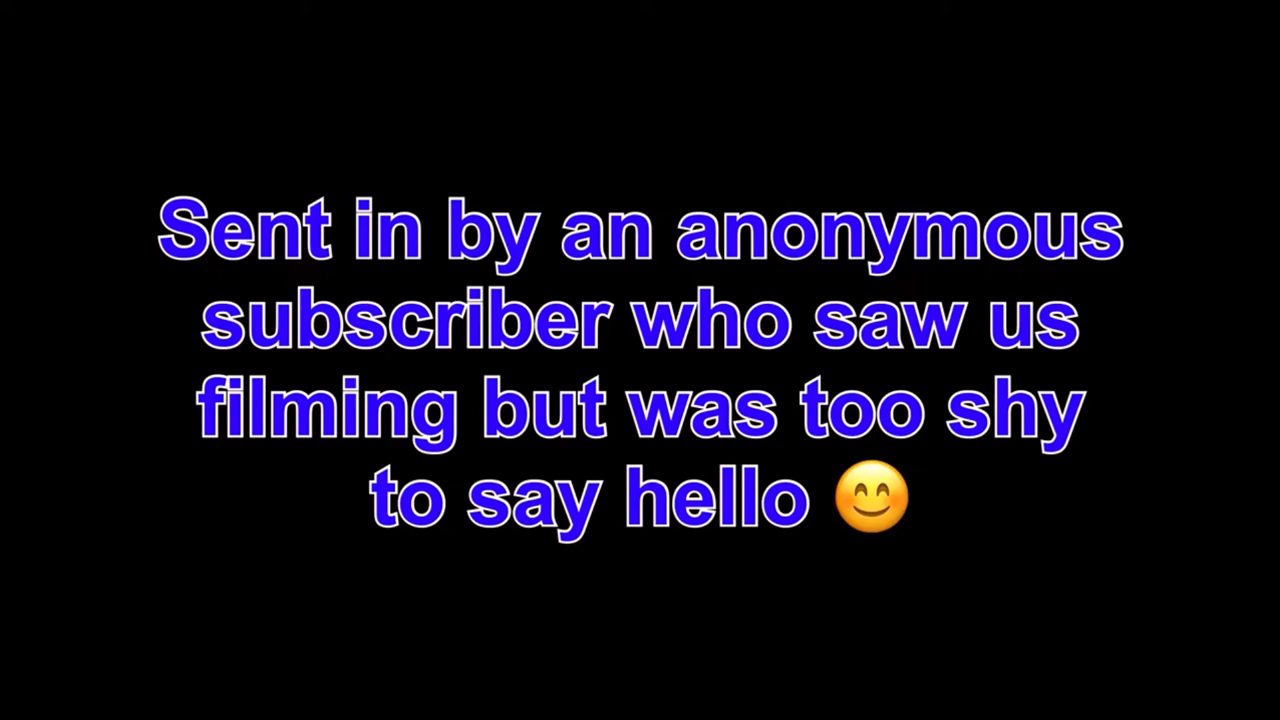 Sent in by an anonymous
subscriber who saw us
filming but was too shy
to say hello 😊